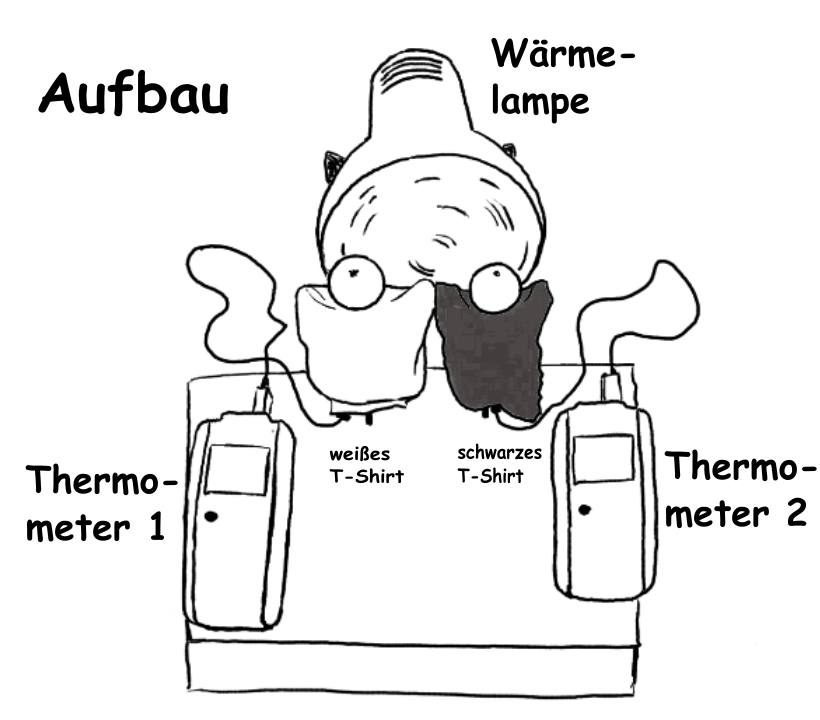 Aufbau
Wärme-
lampe
weißes
T-Shirt
schwarzes
T-Shirt
Thermo-
meter 1
Thermo-
meter 2